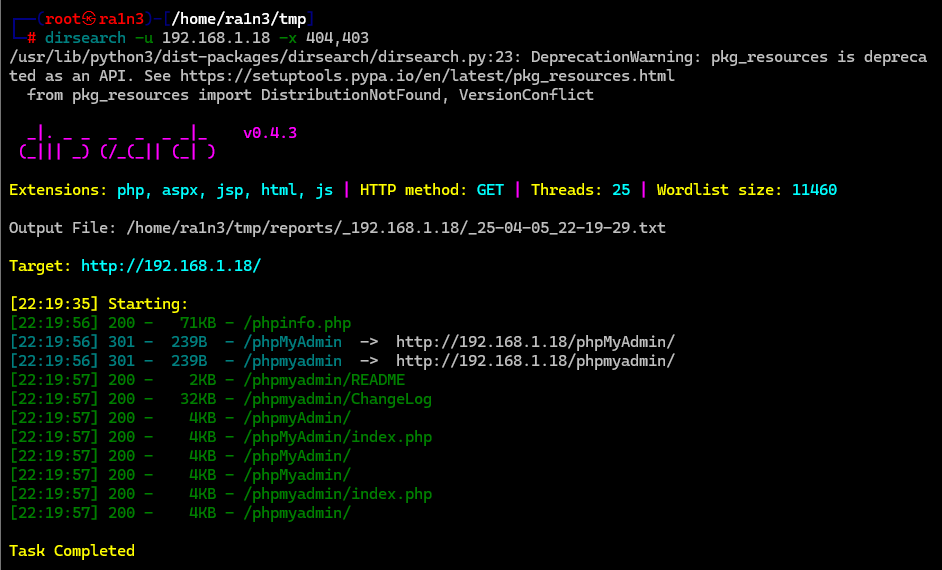 ┌──(root㉿ra1n3)-[/home/ra1n3/tmp]
└─# dirsearch -u 192.168.1.18 -x 404,403
/usr/lib/python3/dist-packages/dirsearch/dirsearch.py:23: DeprecationWarning: pkg_resources is depreca
ted as an API. See https://setuptools.pypa.io/en/latest/pkg_resources.html
  from pkg_resources import DistributionNotFound, VersionConflict
  _|. _ _  _  _  _ _|_    v0.4.3
 (_||| _) (/_(_|| (_| )
Extensions: php, aspx, jsp, html, js | HTTP method: GET | Threads: 25 | Wordlist size: 11460
Output File: /home/ra1n3/tmp/reports/_192.168.1.18/_25-04-05_22-19-29.txt
Target: http://192.168.1.18/
[22:19:35] Starting:
[22:19:56] 200 -   71KB - /phpinfo.php
[22:19:56] 301 -  239B  - /phpMyAdmin  ->  http://192.168.1.18/phpMyAdmin/
[22:19:56] 301 -  239B  - /phpmyadmin  ->  http://192.168.1.18/phpmyadmin/
[22:19:57] 200 -    2KB - /phpmyadmin/README
[22:19:57] 200 -   32KB - /phpmyadmin/ChangeLog
[22:19:57] 200 -    4KB - /phpmyAdmin/
[22:19:57] 200 -    4KB - /phpMyAdmin/index.php
[22:19:57] 200 -    4KB - /phpMyAdmin/
[22:19:57] 200 -    4KB - /phpMyadmin/
[22:19:57] 200 -    4KB - /phpmyadmin/index.php
[22:19:57] 200 -    4KB - /phpmyadmin/
Task Completed